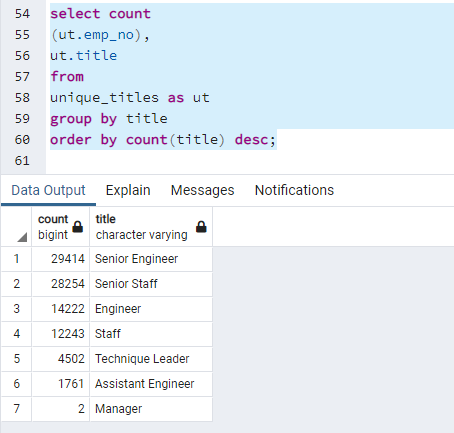 54 select count
55 (ut.emp_no),
56 ut.title
57 from
58 unique_titles as ut
59 group by title
60 order by count(title) desc;
61
Data Output Explain Messages Notifications
count title
bigint character varying
1 29414 Senior Engineer
2 28254 Senior Staff
3 14222 Engineer
4 12243 Staff
5 4502 Technique Leader
6 1761 Assistant Engineer
7 2 Manager